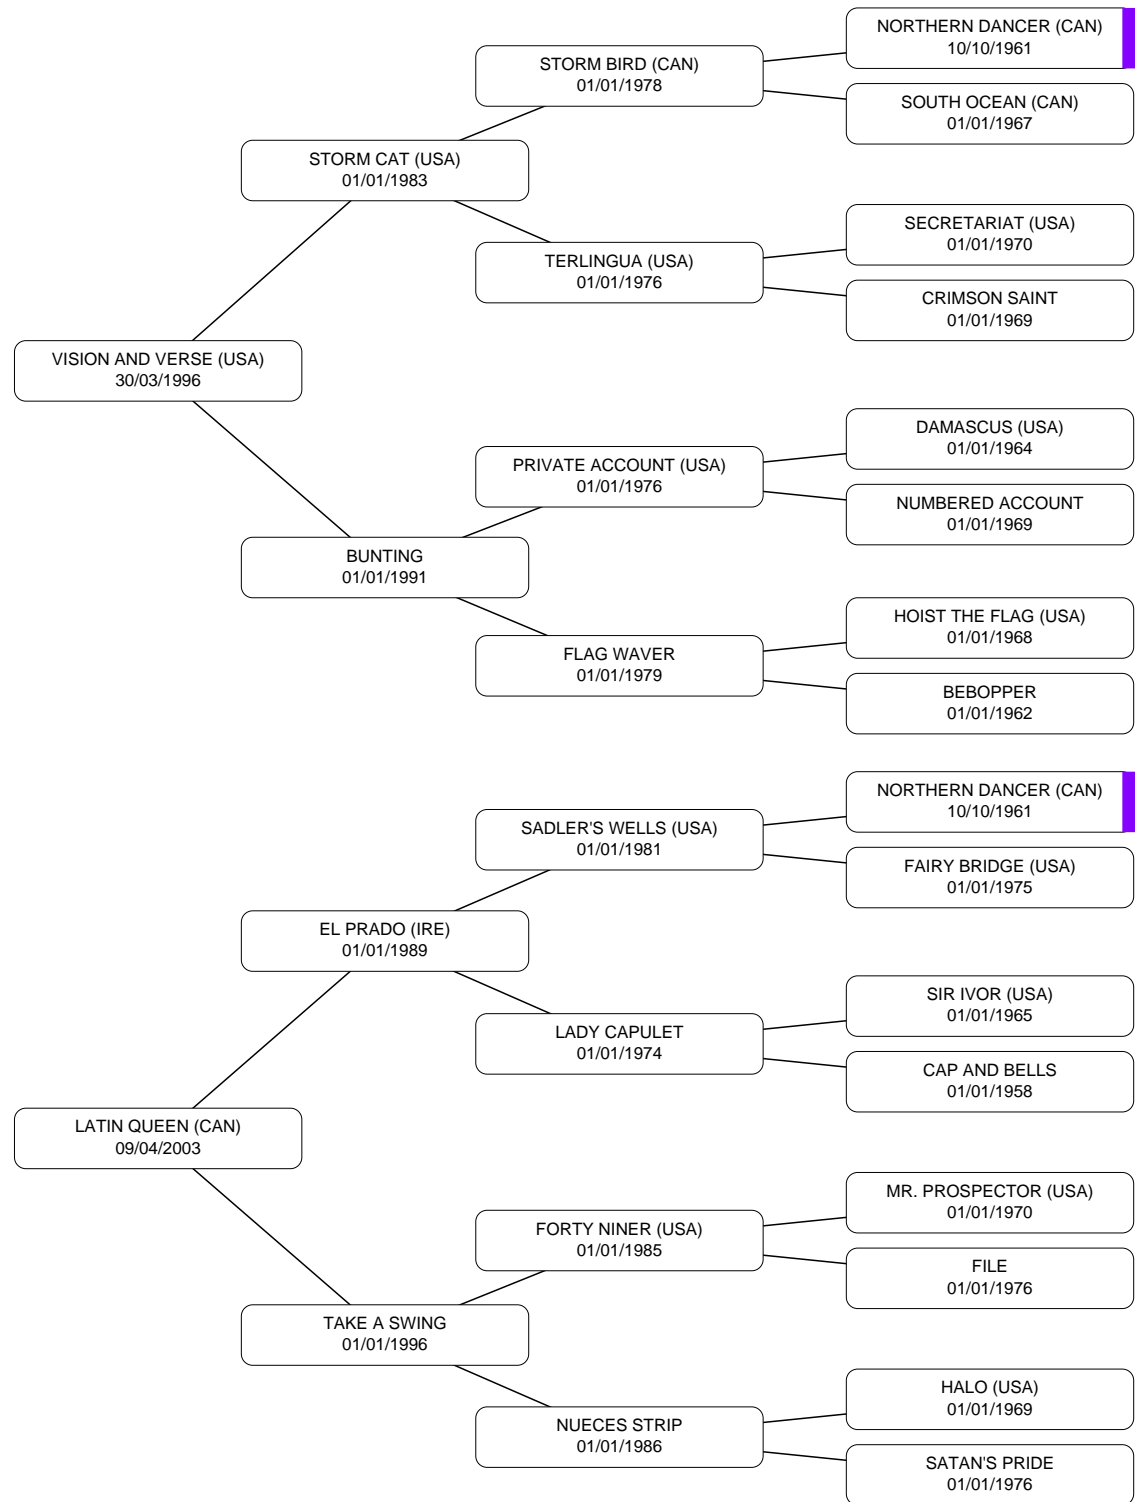 NORTHERN DANCER (CAN)
10/10/1961
STORM BIRD (CAN)
01/01/1978
SOUTH OCEAN (CAN)
01/01/1967
STORM CAT (USA)
01/01/1983
SECRETARIAT (USA)
01/01/1970
TERLINGUA (USA)
01/01/1976
CRIMSON SAINT
01/01/1969
VISION AND VERSE (USA)
30/03/1996
DAMASCUS (USA)
01/01/1964
PRIVATE ACCOUNT (USA)
01/01/1976
NUMBERED ACCOUNT
01/01/1969
BUNTING
01/01/1991
HOIST THE FLAG (USA)
01/01/1968
FLAG WAVER
01/01/1979
BEBOPPER
01/01/1962
NORTHERN DANCER (CAN)
10/10/1961
SADLER'S WELLS (USA)
01/01/1981
FAIRY BRIDGE (USA)
01/01/1975
EL PRADO (IRE)
01/01/1989
SIR IVOR (USA)
01/01/1965
LADY CAPULET
01/01/1974
CAP AND BELLS
01/01/1958
LATIN QUEEN (CAN)
09/04/2003
MR. PROSPECTOR (USA)
01/01/1970
FORTY NINER (USA)
01/01/1985
FILE
01/01/1976
TAKE A SWING
01/01/1996
HALO (USA)
01/01/1969
NUECES STRIP
01/01/1986
SATAN'S PRIDE
01/01/1976